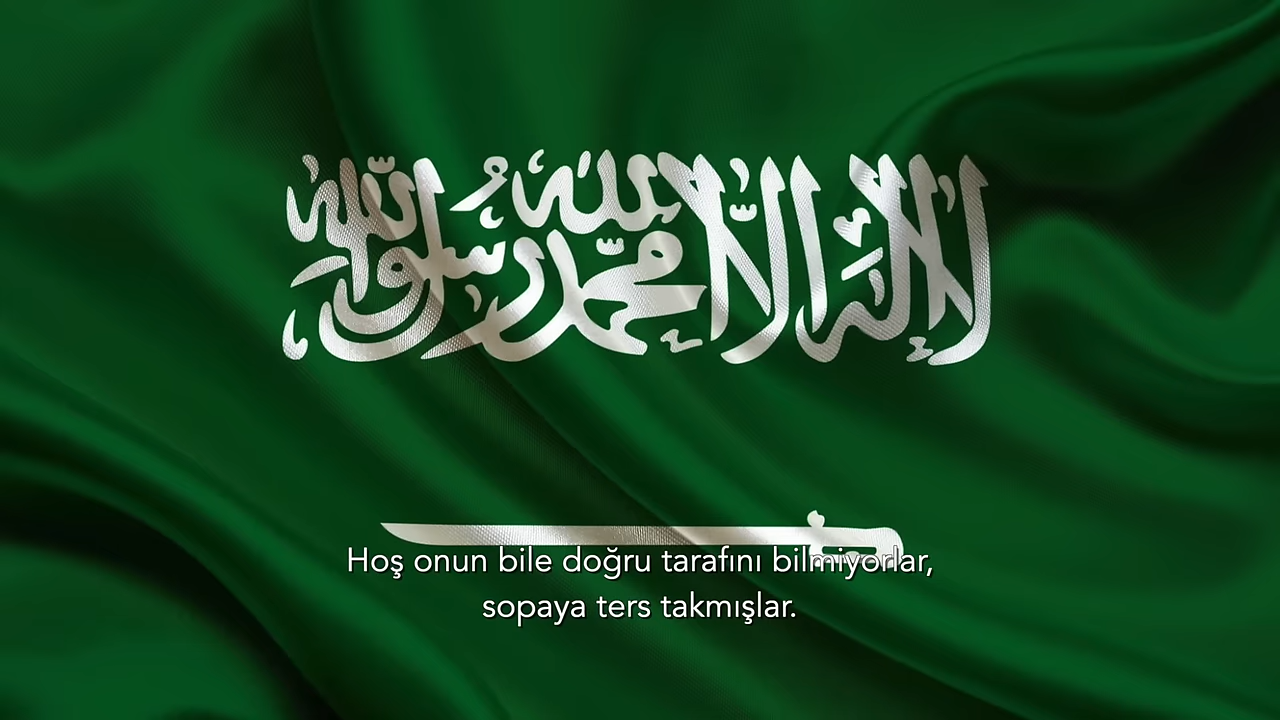 لا إله إلا الله محمد رسول الله
Hoş onun bile doğru tarafını bilmiyorlar,
sopaya ters takmışlar.